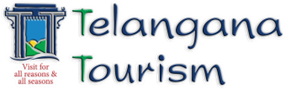 Telangana
Tourism
Visit for
all reasons &
all seasons